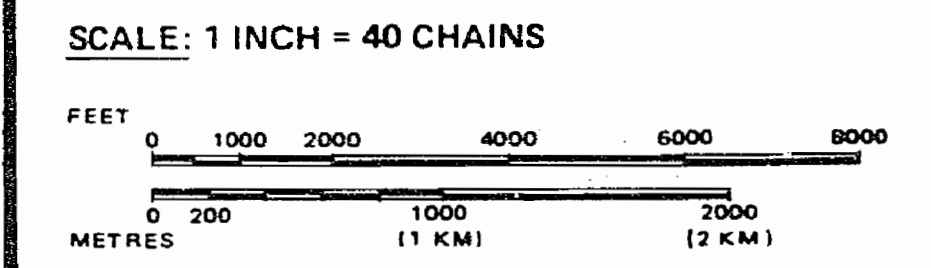 SCALE: 1 INCH = 40 CHAINS
FEET
0 1000 2000 4000 6000 8000
0 200 1000 2000
METRES (1 KM) (2 KM)